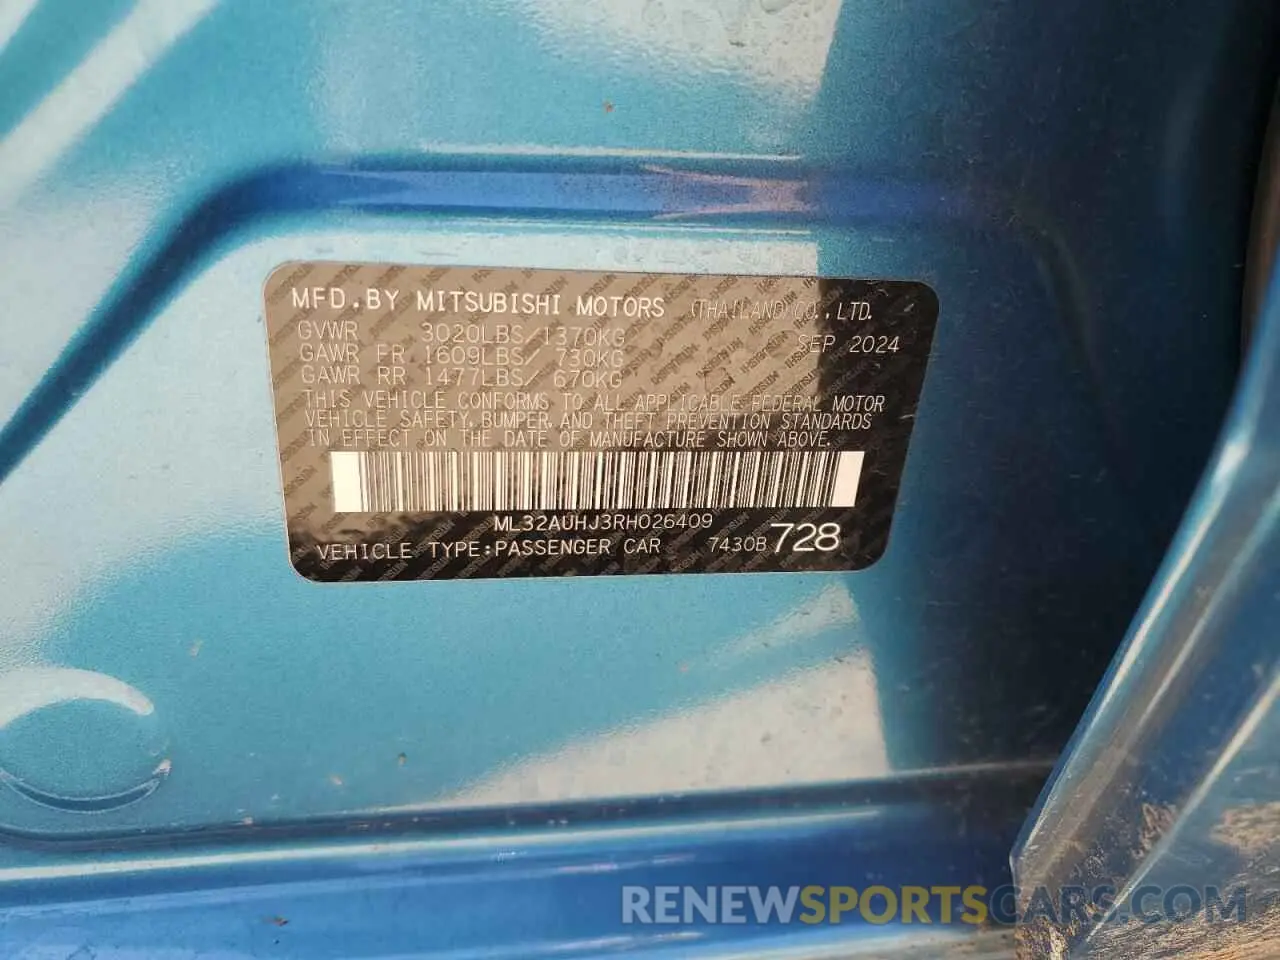 MFD.BY MITSUBISHI MOTORS (THAILAND)CO.,LTD.
GVWR 3020LBS/1370KG SEP 2024
GAWR FR 1609LBS/ 730KG
GAWR RR 1477LBS/ 670KG
THIS VEHICLE CONFORMS TO ALL APPLICABLE FEDERAL MOTOR
VEHICLE SAFETY, BUMPER, AND THEFT PREVENTION STANDARDS
IN EFFECT ON THE DATE OF MANUFACTURE SHOWN ABOVE.
ML32AUHJ3RH026409
VEHICLE TYPE:PASSENGER CAR 7430B 728
RENEWSPORTSCARS.COM